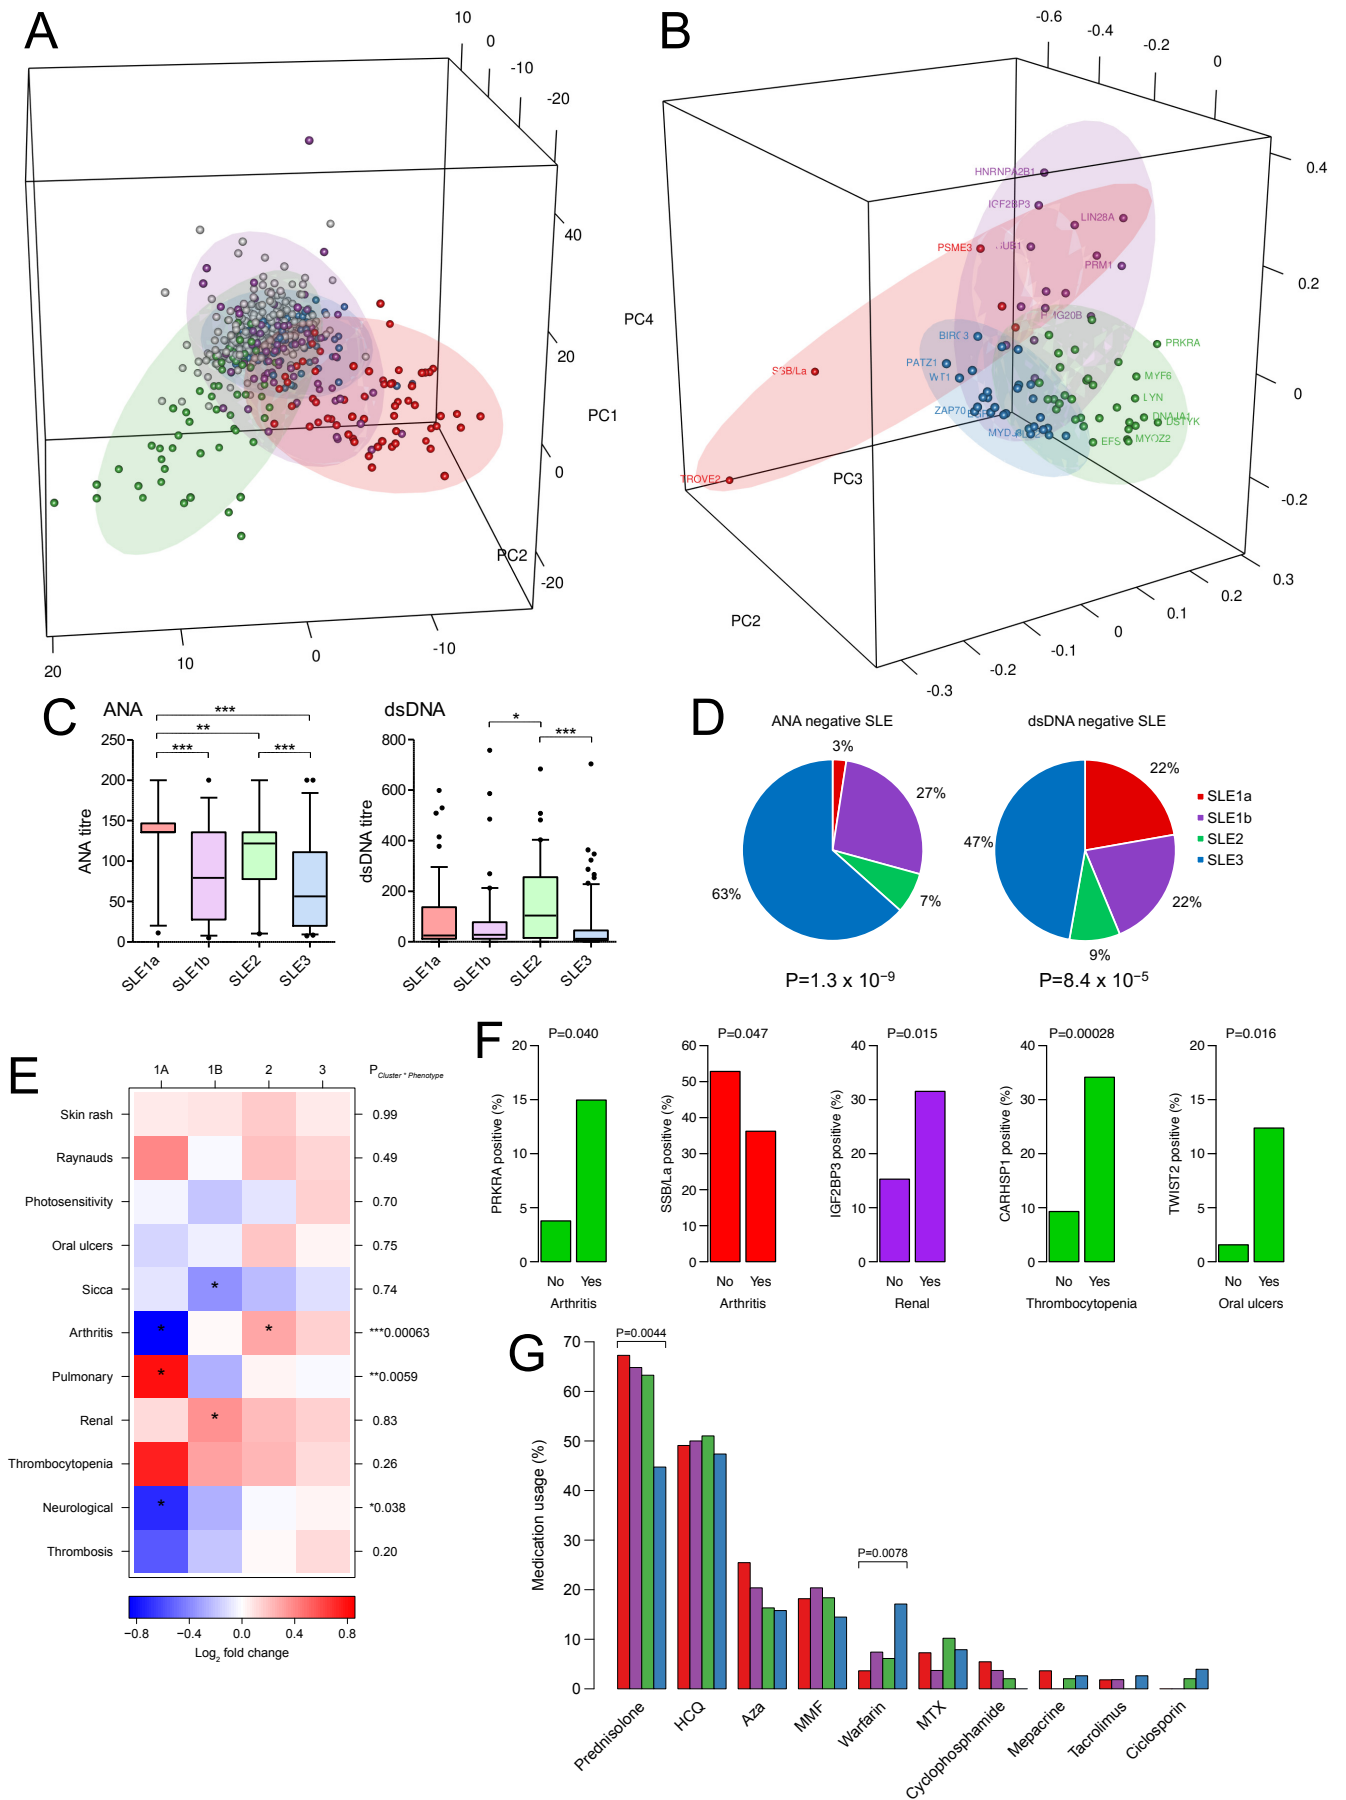 A
10
0
-10
-20
40
20
PC1
0
PC2
-20
20
10
0
-10
B
-0.6
-0.4
-0.2
0
0.4
0.2
0
-0.2
PC4
PC3
PC2
0.3
0.2
0.1
0
-0.1
-0.2
-0.3
HNRNPA2B1
IGF2BP3
LIN28A
PSME3
SUB1
PRM1
HMG20B
BIRC3
PRKRA
PATZ1
SSB/La
WT1
MYF6
LYN
ZAP70
DNAJA1
DSTYK
EFS
MYOZ2
TROVE2
C
ANA
***
**
***
***
ANA titre
250
200
150
100
50
0
SLE1a
SLE1b
SLE2
SLE3
dsDNA
*
***
dsDNA titre
800
600
400
200
0
SLE1a
SLE1b
SLE2
SLE3
D
ANA negative SLE
3%
27%
7%
63%
P=1.3 x 10⁻⁹
dsDNA negative SLE
22%
22%
9%
47%
P=8.4 x 10⁻⁵
SLE1a
SLE1b
SLE2
SLE3
E
1A 1B 2 3 P Cluster * Phenotype
Skin rash 0.99
Raynauds 0.49
Photosensitivity 0.70
Oral ulcers 0.75
Sicca * 0.74
Arthritis * * ***0.00063
Pulmonary * **0.0059
Renal * 0.83
Thrombocytopenia 0.26
Neurological * *0.038
Thrombosis 0.20
−0.8 −0.4 0.0 0.4 0.8
Log₂ fold change
F
P=0.040
PRKRA positive (%)
20
15
10
5
0
No Yes
Arthritis
P=0.047
SSB/La positive (%)
60
50
40
30
20
10
0
No Yes
Arthritis
P=0.015
IGF2BP3 positive (%)
40
30
20
10
0
No Yes
Renal
P=0.00028
CARHSP1 positive (%)
40
30
20
10
0
No Yes
Thrombocytopenia
P=0.016
TWIST2 positive (%)
20
15
10
5
0
No Yes
Oral ulcers
G
Medication usage (%)
70
60
50
40
30
20
10
0
P=0.0044
P=0.0078
Prednisolone
HCQ
Aza
MMF
Warfarin
MTX
Cyclophosphamide
Mepacrine
Tacrolimus
Ciclosporin